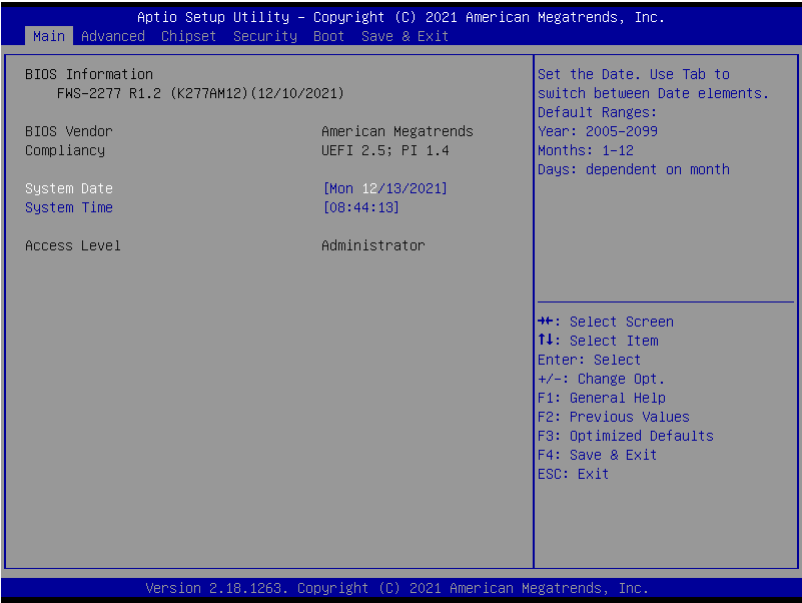 Aptio Setup Utility – Copyright (C) 2021 American Megatrends, Inc.
Main Advanced Chipset Security Boot Save & Exit
BIOS Information
FWS-2277 R1.2 (K277AM12)(12/10/2021)
BIOS Vendor American Megatrends
Compliancy UEFI 2.5; PI 1.4
System Date [Mon 12/13/2021]
System Time [08:44:13]
Access Level Administrator
Set the Date. Use Tab to
switch between Date elements.
Default Ranges:
Year: 2005-2099
Months: 1-12
Days: dependent on month
→←: Select Screen
↑↓: Select Item
Enter: Select
+/-: Change Opt.
F1: General Help
F2: Previous Values
F3: Optimized Defaults
F4: Save & Exit
ESC: Exit
Version 2.18.1263. Copyright (C) 2021 American Megatrends, Inc.